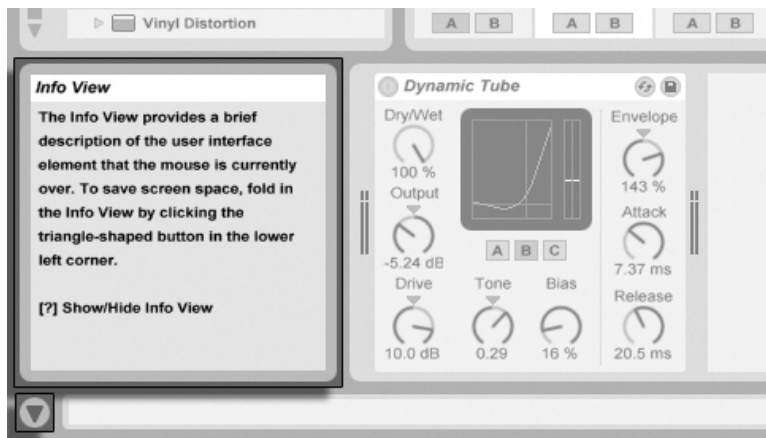 Vinyl Distortion
A B A B A B
Info View
The Info View provides a brief
description of the user interface
element that the mouse is currently
over. To save screen space, fold in
the Info View by clicking the
triangle-shaped button in the lower
left corner.
[?] Show/Hide Info View
Dynamic Tube
Dry/Wet
100 %
Output
-5.24 dB
Drive
10.0 dB
A B C
Tone
0.29
Bias
16 %
Envelope
143 %
Attack
7.37 ms
Release
20.5 ms